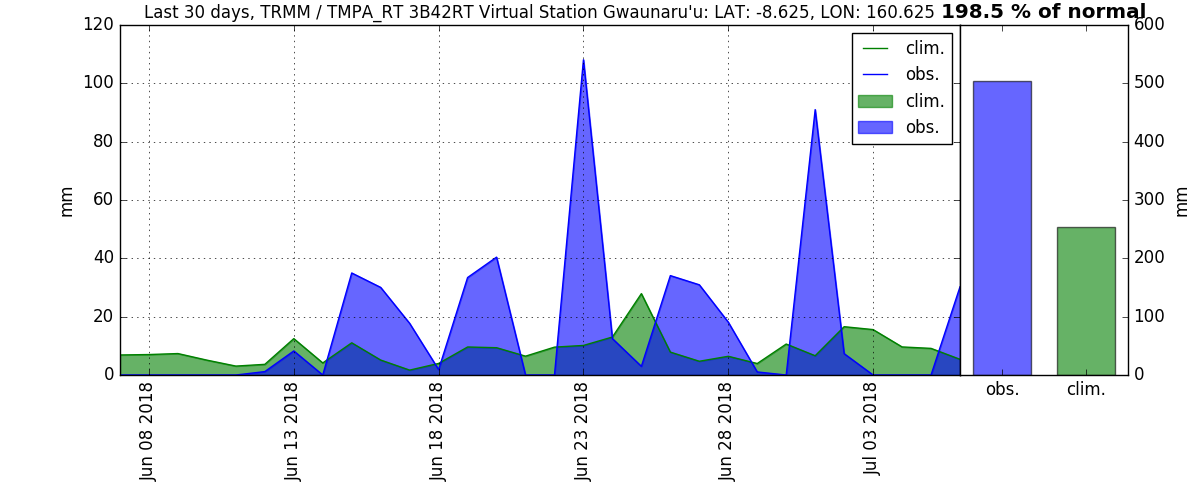 Last 30 days, TRMM / TMPA_RT 3B42RT Virtual Station Gwaunaru'u: LAT: -8.625, LON: 160.625 198.5 % of normal
120
100
80
60
40
20
0
mm
clim.
obs.
clim.
obs.
Jun 08 2018
Jun 13 2018
Jun 18 2018
Jun 23 2018
Jun 28 2018
Jul 03 2018
600
500
400
300
200
100
0
mm
obs.
clim.